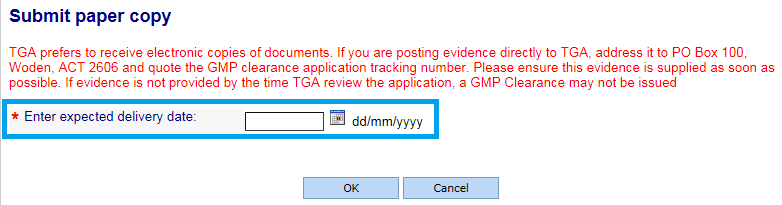 Submit paper copy
TGA prefers to receive electronic copies of documents. If you are posting evidence directly to TGA, address it to PO Box 100,
Woden, ACT 2606 and quote the GMP clearance application tracking number. Please ensure this evidence is supplied as soon as
possible. If evidence is not provided by the time TGA review the application, a GMP Clearance may not be issued
* Enter expected delivery date: dd/mm/yyyy
OK Cancel